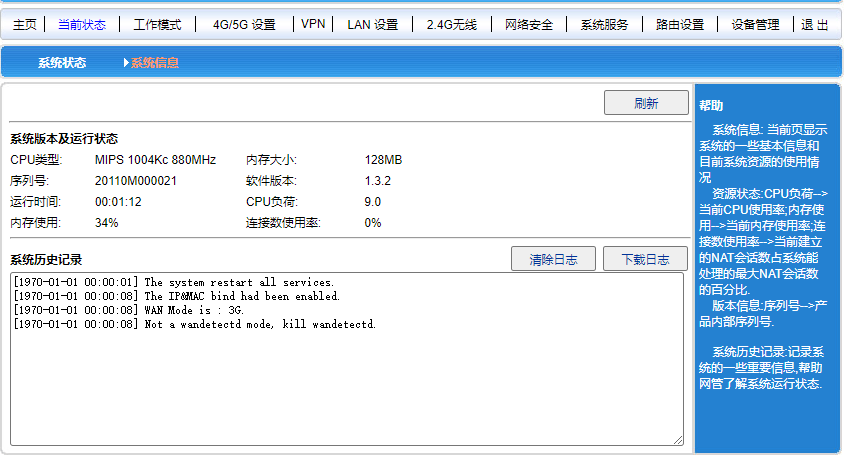 主页 当前状态 工作模式 4G/5G 设置 VPN LAN 设置 2.4G无线 网络安全 系统服务 路由设置 设备管理 退 出
系统状态 系统信息
刷新
系统版本及运行状态
CPU类型: MIPS 1004Kc 880MHz 内存大小: 128MB
序列号: 20110M000021 软件版本: 1.3.2
运行时间: 00:01:12 CPU负荷: 9.0
内存使用: 34% 连接数使用率: 0%
系统历史记录 清除日志 下载日志
[1970-01-01 00:00:01] The system restart all services.
[1970-01-01 00:00:08] The IP&MAC bind had been enabled.
[1970-01-01 00:00:08] WAN Mode is : 3G.
[1970-01-01 00:00:08] Not a wandetectd mode, kill wandetectd.
帮助
系统信息: 当前页显示
系统的一些基本信息和
目前系统资源的使用情
况
资源状态:CPU负荷-->
当前CPU使用率;内存使
用-->当前内存使用率;连
接数使用率-->当前建立
的NAT会话数占系统能
处理的最大NAT会话数
的百分比.
版本信息:序列号-->产
品内部序列号.
系统历史记录:记录系
统的一些重要信息,帮助
网管了解系统运行状态.